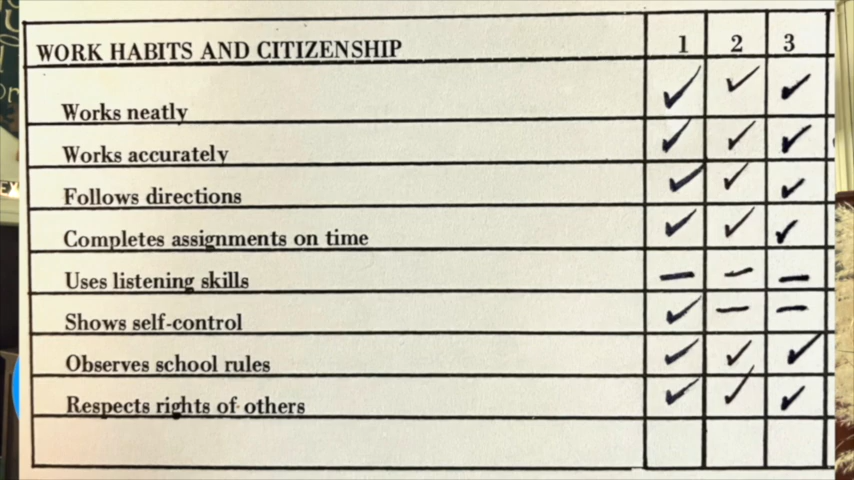 WORK HABITS AND CITIZENSHIP 1 2 3
Works neatly ✓ ✓ ✓
Works accurately ✓ ✓ ✓
Follows directions ✓ ✓ ✓
Completes assignments on time ✓ ✓ ✓
Uses listening skills — — —
Shows self-control ✓ — —
Observes school rules ✓ ✓ ✓
Respects rights of others ✓ ✓ ✓